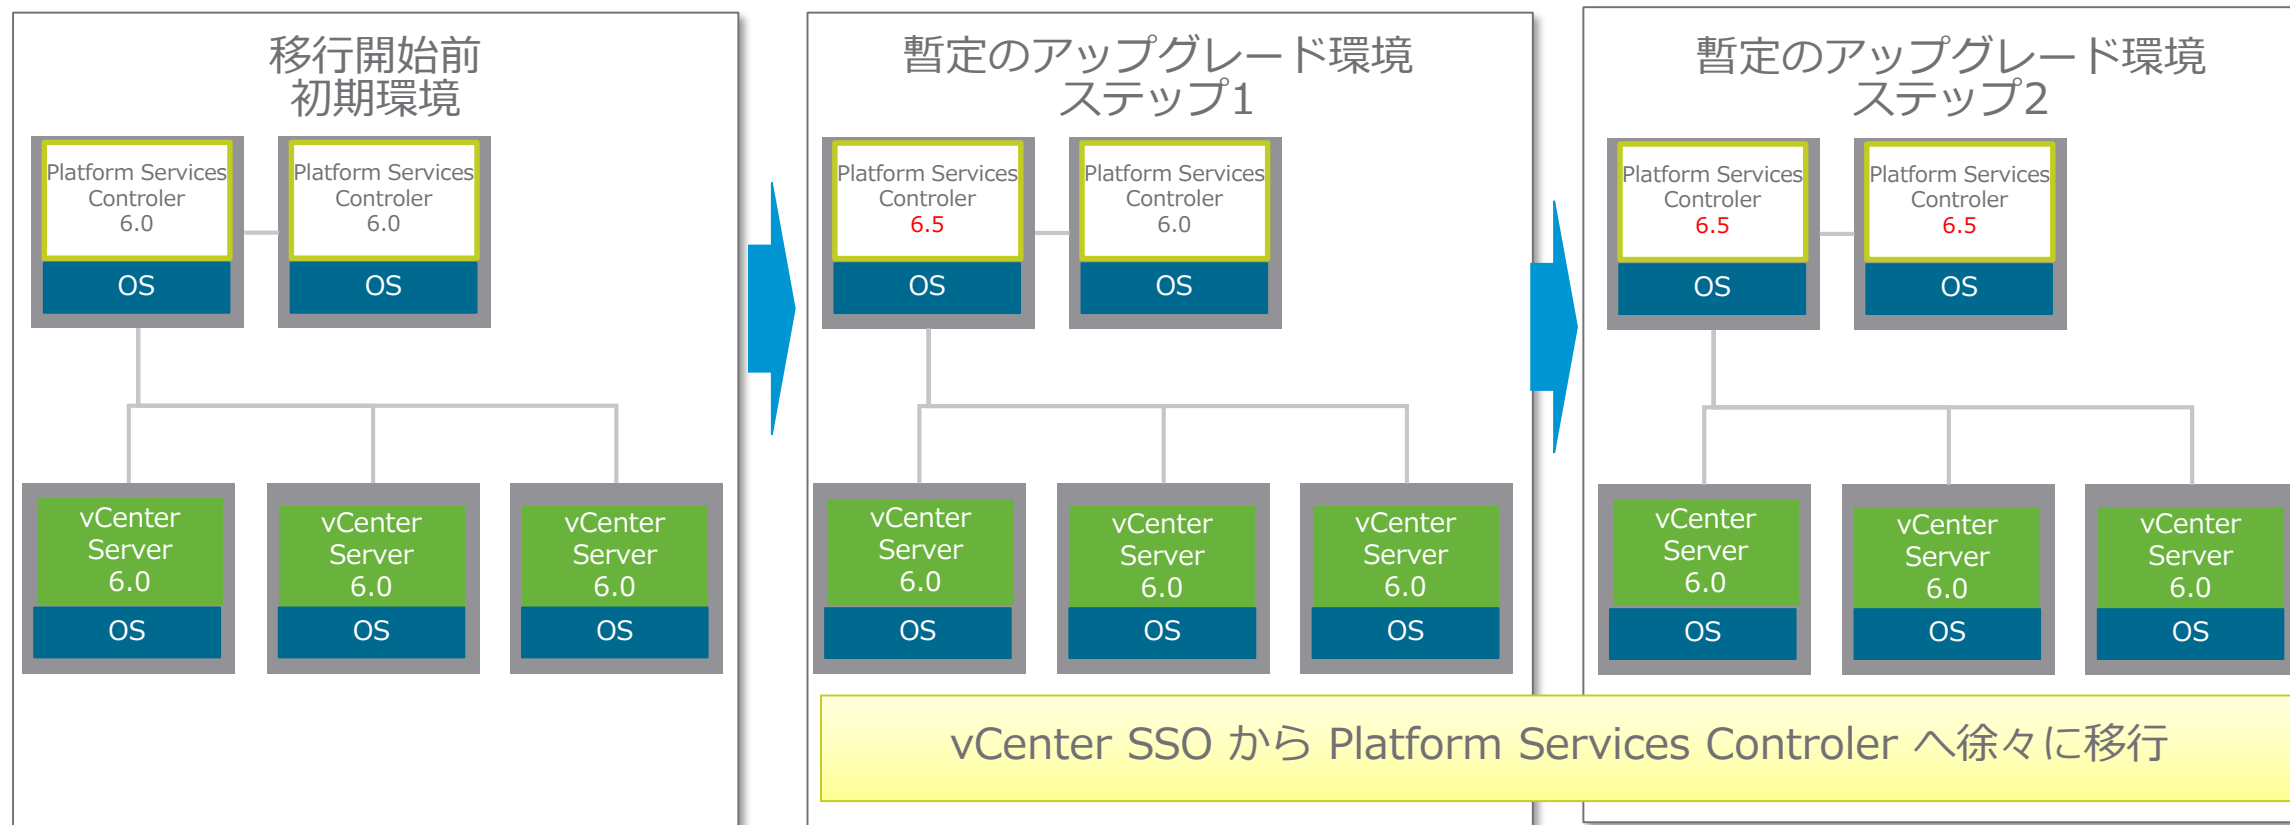 移行開始前
初期環境
Platform Services
Controler
6.0
OS
Platform Services
Controler
6.0
OS
vCenter
Server
6.0
OS
vCenter
Server
6.0
OS
vCenter
Server
6.0
OS
暫定のアップグレード環境
ステップ1
Platform Services
Controler
6.5
OS
Platform Services
Controler
6.0
OS
vCenter
Server
6.0
OS
vCenter
Server
6.0
OS
vCenter
Server
6.0
OS
暫定のアップグレード環境
ステップ2
Platform Services
Controler
6.5
OS
Platform Services
Controler
6.5
OS
vCenter
Server
6.0
OS
vCenter
Server
6.0
OS
vCenter
Server
6.0
OS
vCenter SSO から Platform Services Controler へ徐々に移行